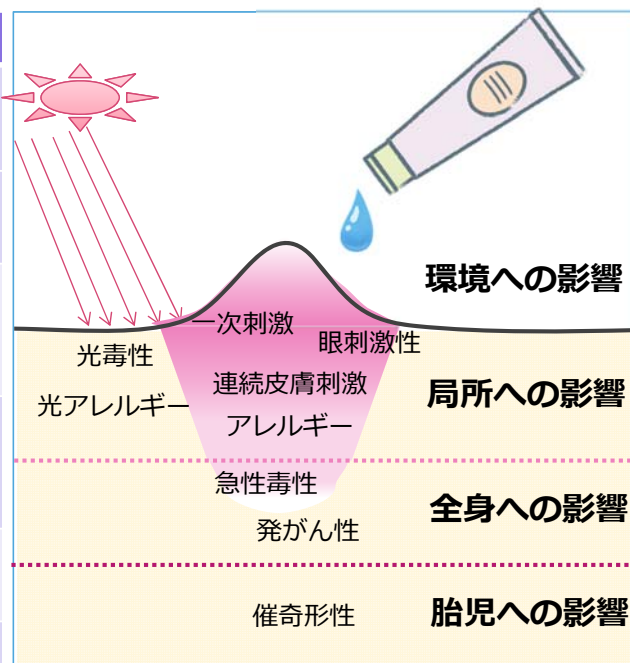 環境への影響
一次刺激
眼刺激性
光毒性
連続皮膚刺激
光アレルギー
アレルギー
局所への影響
急性毒性
全身への影響
発がん性
催奇形性
胎児への影響